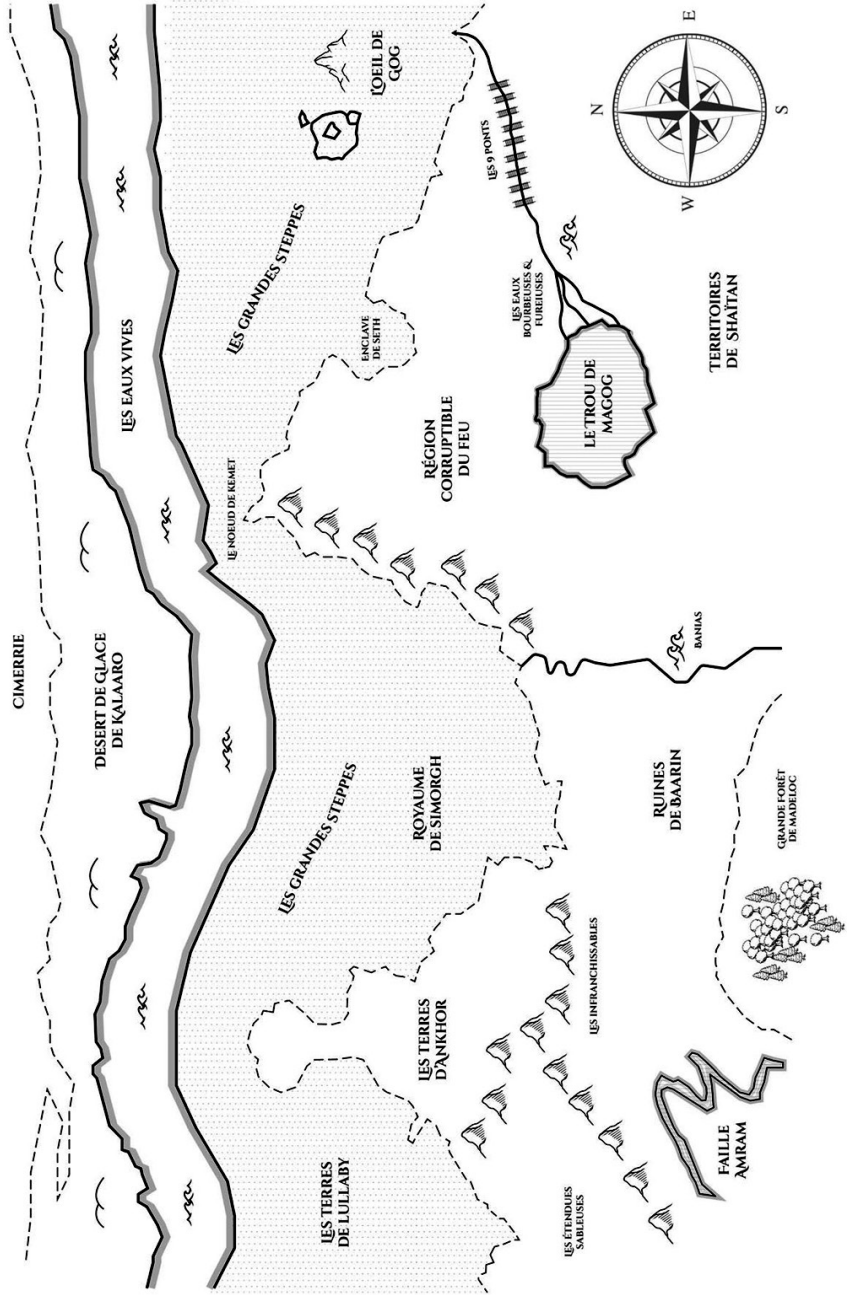 CIMERRIE
DESERT DE GLACE
DE KALAARO
LES EAUX VIVES
LE NOEUD DE KEMET
LES GRANDES STEPPES
LES GRANDES STEPPES
L'OEIL DE
GOG
LES TERRES
DE LULLABY
LES TERRES
D'ANKHOR
ROYAUME
DE SIMORGH
ENCLAVE
DE SETH
RÉGION
CORRUPTIBLE
DU FEU
LES 9 PONTS
LES EAUX
BOURBEUSES &
FUREIUSES
LE TROU DE
MAGOG
LES ÉTENDUES
SABLEUSES
LES INFRANCHISSABLES
RUINES
DE BAARIN
BANIAS
TERRITOIRES
DE SHAÏTAN
FAILLE
AMRAM
GRANDE FORÊT
DE MADELOC
N
E
S
W